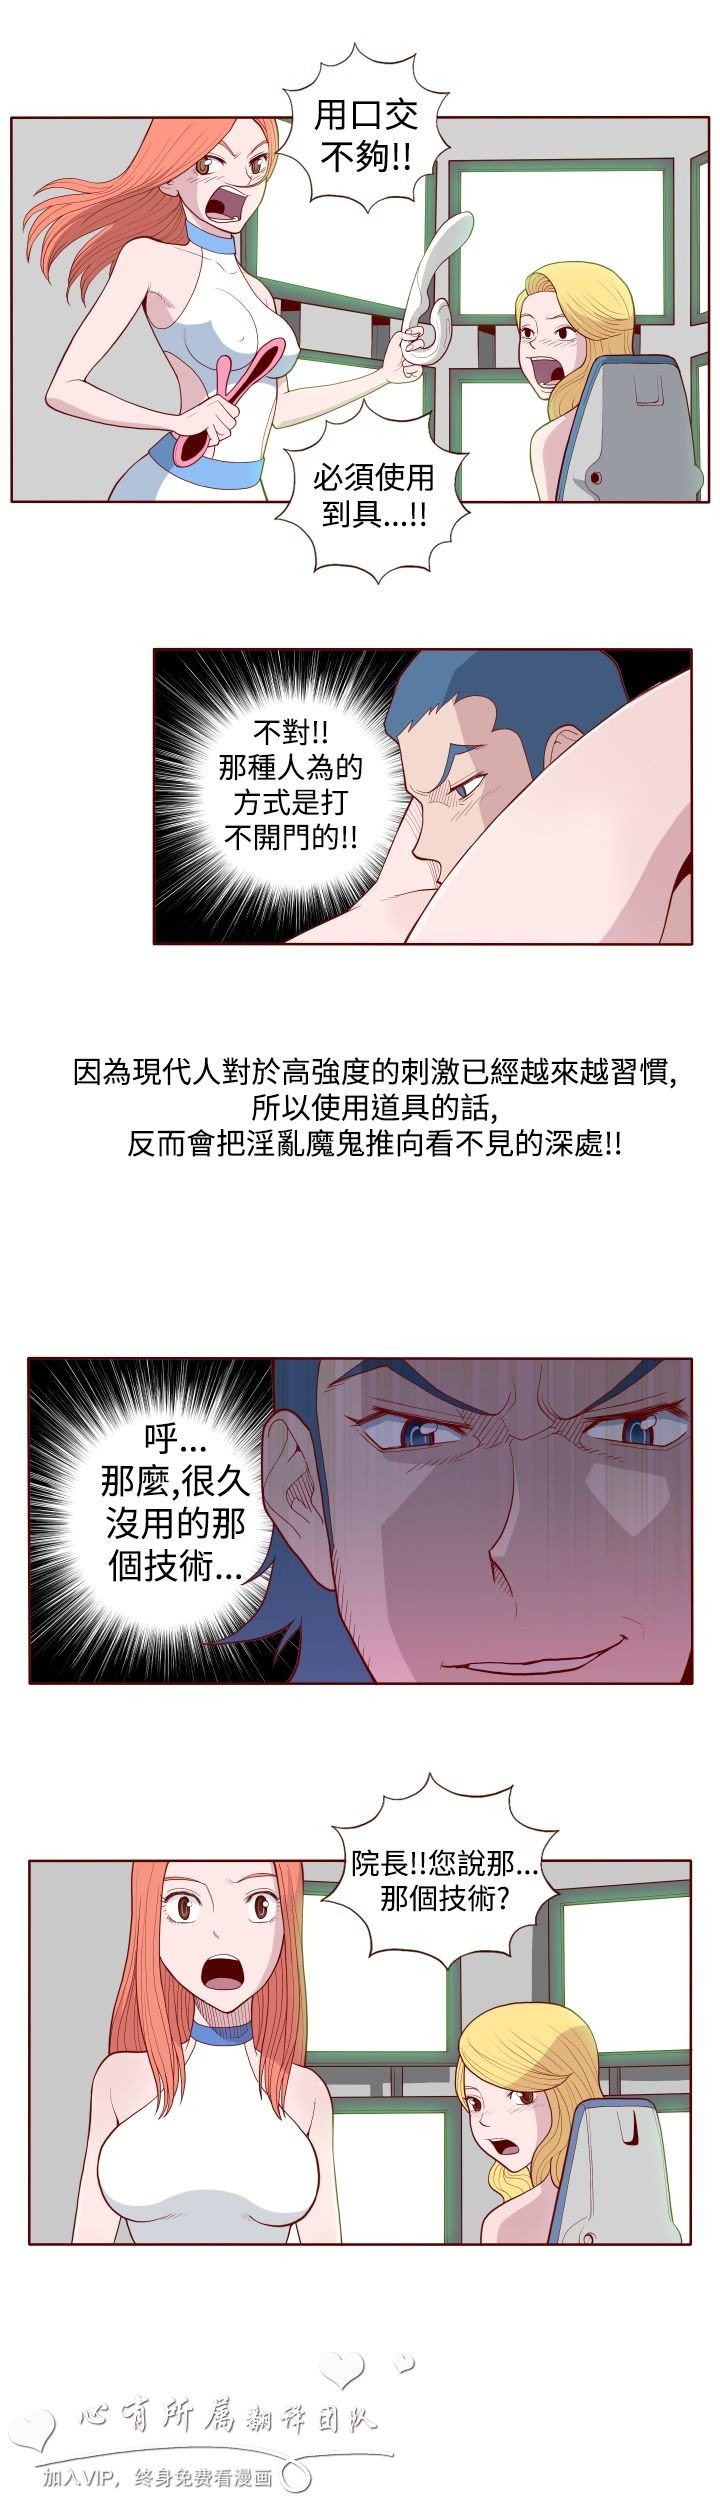 用口交
不夠!!
必須使用
到具...!!
不對!!
那種人為的
方式是打
不開門的!!
因為現代人對於高強度的刺激已經越來越習慣,
所以使用道具的話,
反而會把淫亂魔鬼推向看不見的深處!!
呼...
那麼,很久
沒用的那
個技術...
院長!!您說那...
那個技術?
心有所属翻译团队
加入VIP，终身免费看漫画